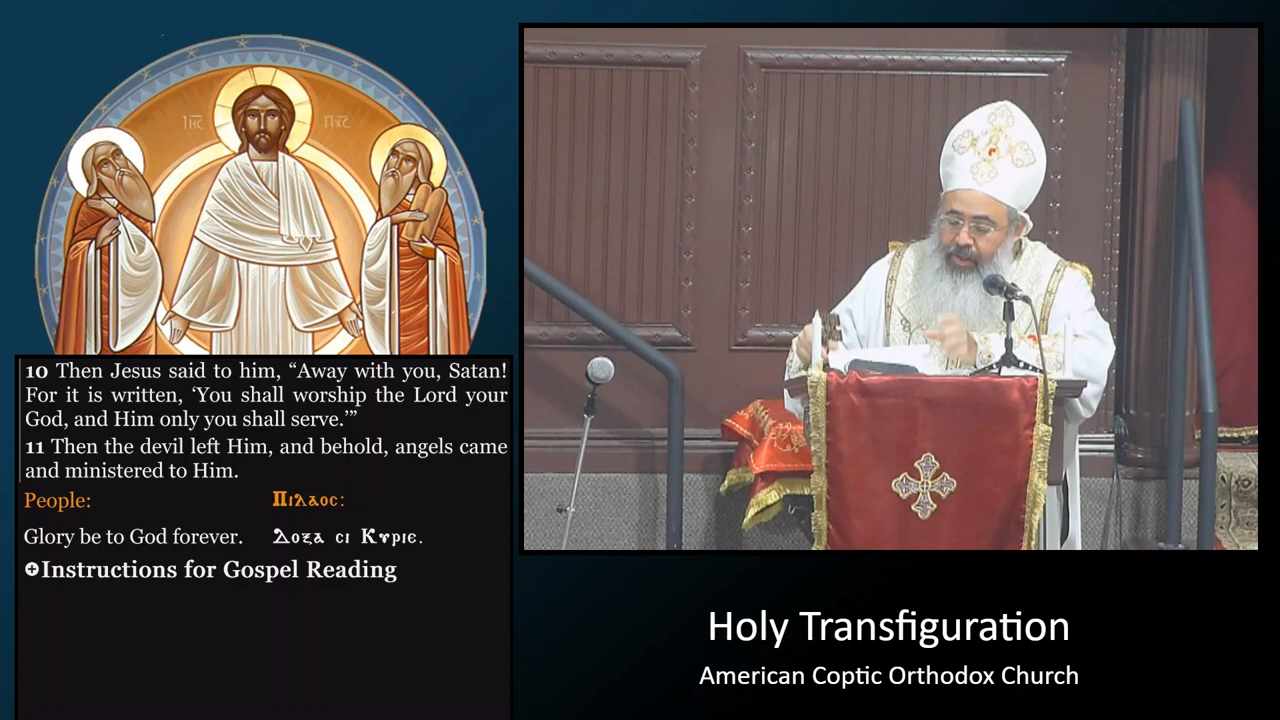 ⲒⲎⲤ ⲠⲬⲤ
10 Then Jesus said to him, “Away with you, Satan!
For it is written, ‘You shall worship the Lord your
God, and Him only you shall serve.’”
11 Then the devil left Him, and behold, angels came
and ministered to Him.
People: Ⲡⲓⲗⲁⲟⲥ:
Glory be to God forever. Ⲇⲟⲝⲁ ⲥⲓ Ⲕⲩⲣⲓⲉ.
Instructions for Gospel Reading
Holy Transfiguration
American Coptic Orthodox Church